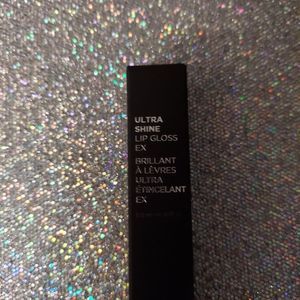 ULTRA
SHINE
LIP GLOSS
EX
BRILLANT
À LÈVRES
ULTRA
ÉTINCELANT
EX